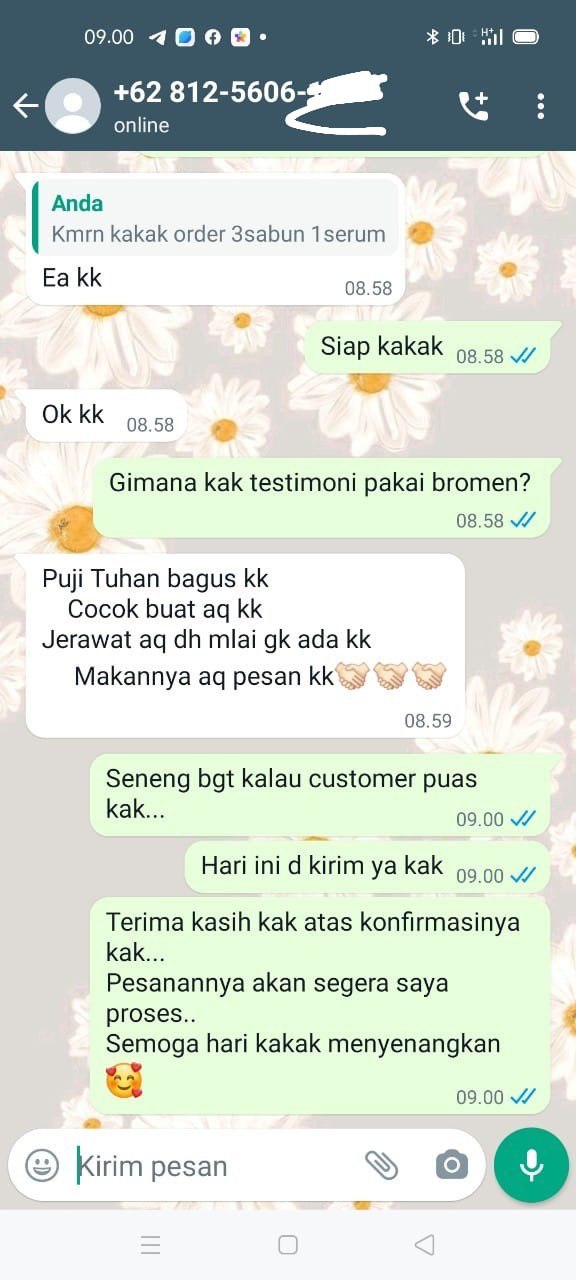 09.00
H+
+62 812-5606-
online
Anda
Kmrn kakak order 3sabun 1serum
Ea kk
08.58
Siap kakak
08.58
Ok kk
08.58
Gimana kak testimoni pakai bromen?
08.58
Puji Tuhan bagus kk
Cocok buat aq kk
Jerawat aq dh mlai gk ada kk
Makannya aq pesan kk🤝🏻🤝🏻🤝🏻
08.59
Seneng bgt kalau customer puas
kak...
09.00
Hari ini d kirim ya kak
09.00
Terima kasih kak atas konfirmasinya
kak...
Pesanannya akan segera saya
proses..
Semoga hari kakak menyenangkan
🥰
09.00
Kirim pesan